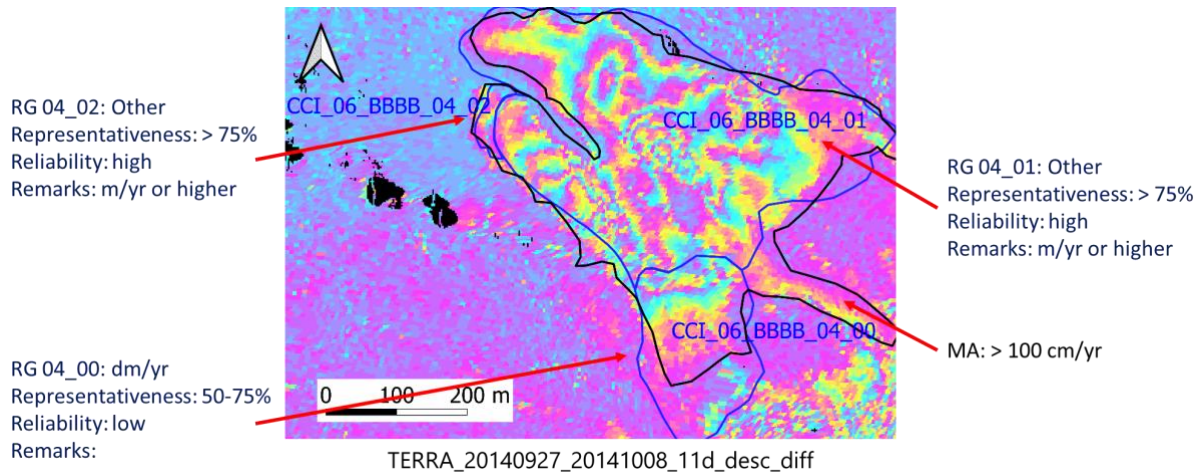 RG 04_02: Other
Representativeness: > 75%
Reliability: high
Remarks: m/yr or higher
CCI_06_BBBB_04_02
CCI_06_BBBB_04_01
RG 04_01: Other
Representativeness: > 75%
Reliability: high
Remarks: m/yr or higher
CCI_06_BBBB_04_00
MA: > 100 cm/yr
RG 04_00: dm/yr
Representativeness: 50-75%
Reliability: low
Remarks:
0 100 200 m
TERRA_20140927_20141008_11d_desc_diff